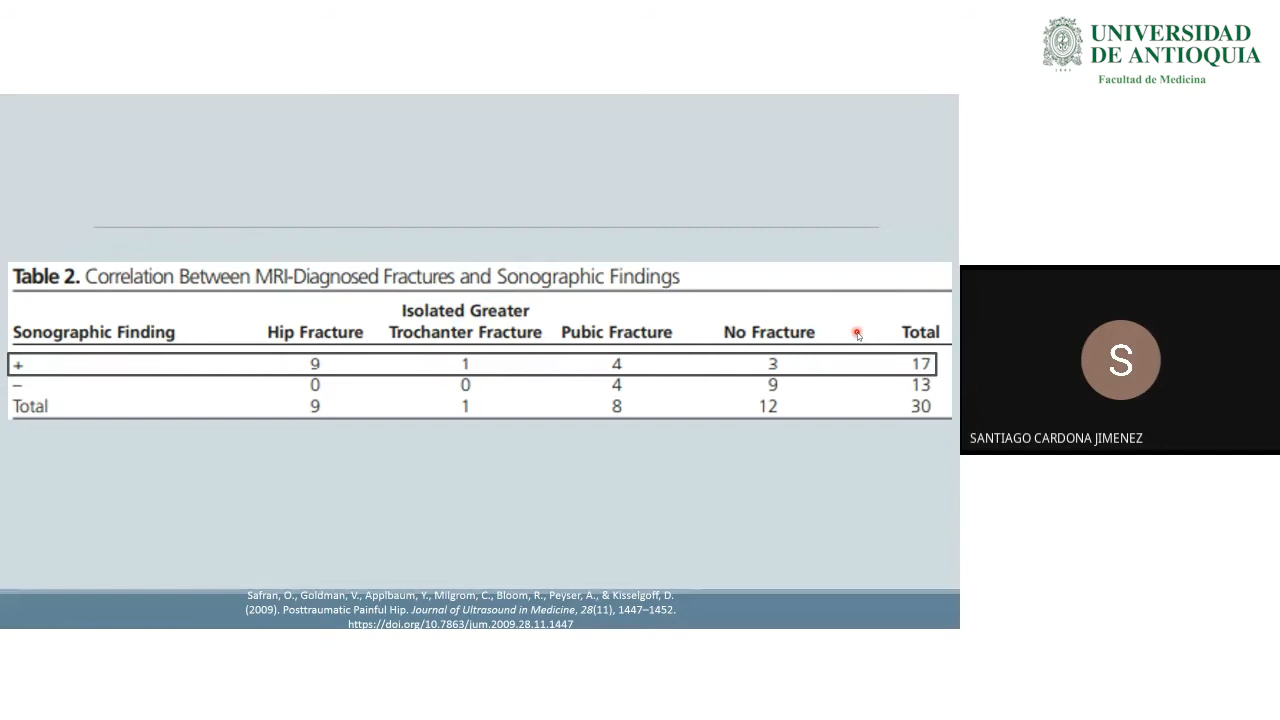 UNIVERSIDAD
DE ANTIOQUIA
1803
Facultad de Medicina
Table 2. Correlation Between MRI-Diagnosed Fractures and Sonographic Findings
Isolated Greater
Sonographic Finding Hip Fracture Trochanter Fracture Pubic Fracture No Fracture Total
+ 9 1 4 3 17
– 0 0 4 9 13
Total 9 1 8 12 30
S
SANTIAGO CARDONA JIMENEZ
Safran, O., Goldman, V., Applbaum, Y., Milgrom, C., Bloom, R., Peyser, A., & Kisselgoff, D.
(2009). Posttraumatic Painful Hip. Journal of Ultrasound in Medicine, 28(11), 1447–1452.
https://doi.org/10.7863/jum.2009.28.11.1447